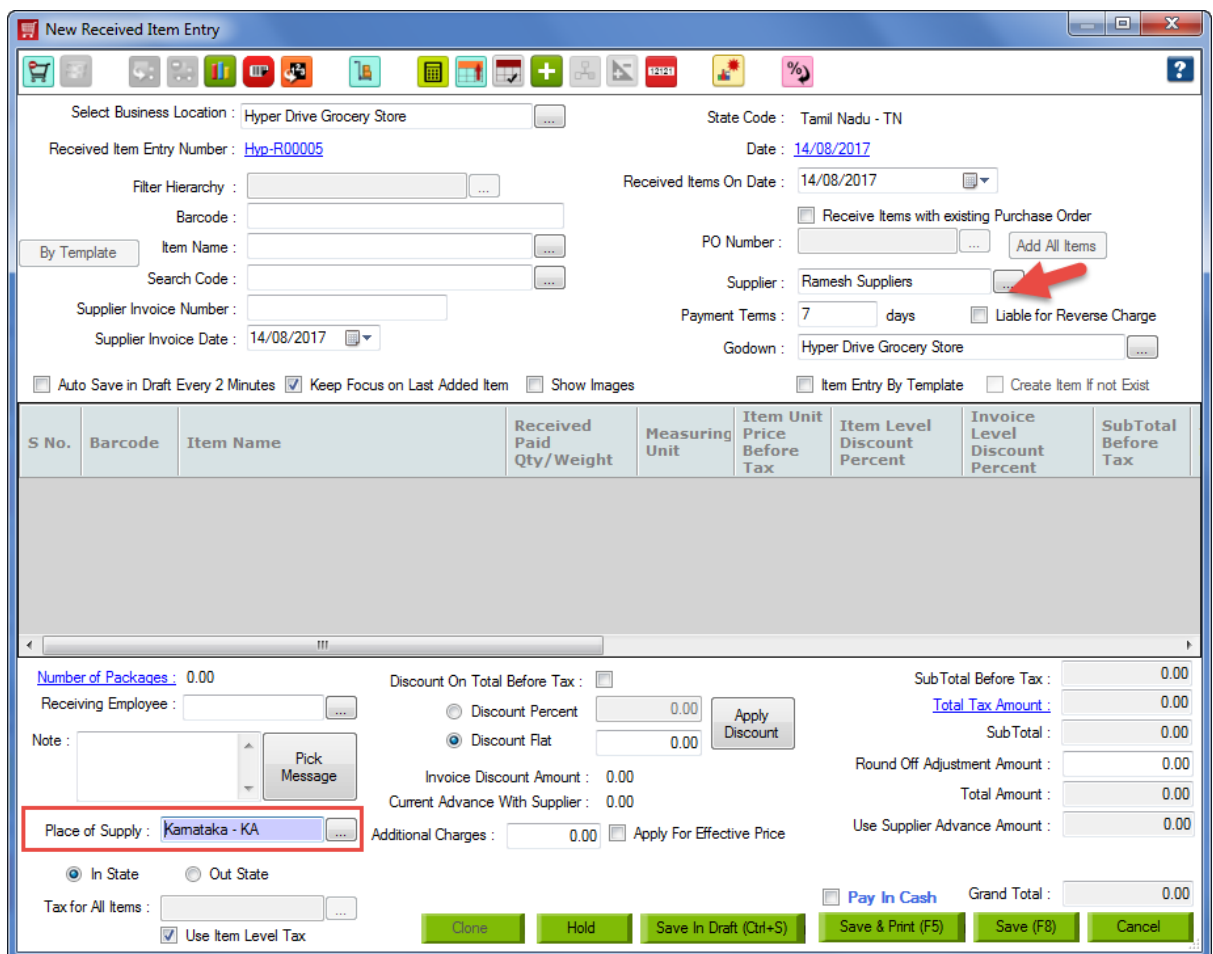 New Received Item Entry
12121
%
?
Select Business Location : Hyper Drive Grocery Store ...
State Code : Tamil Nadu - TN
Received Item Entry Number : Hyp-R00005
Date : 14/08/2017
Filter Hierarchy : ...
Received Items On Date : 14/08/2017
Barcode :
Receive Items with existing Purchase Order
By Template
Item Name : ...
PO Number : ... Add All Items
Search Code : ...
Supplier : Ramesh Suppliers ...
Supplier Invoice Number :
Payment Terms : 7 days
Liable for Reverse Charge
Supplier Invoice Date : 14/08/2017
Godown : Hyper Drive Grocery Store ...
Auto Save in Draft Every 2 Minutes Keep Focus on Last Added Item Show Images
Item Entry By Template Create Item If not Exist
S No. Barcode Item Name Received Paid Qty/Weight Measuring Unit Item Unit Price Before Tax Item Level Discount Percent Invoice Level Discount Percent SubTotal Before Tax
Number of Packages : 0.00
Discount On Total Before Tax :
SubTotal Before Tax : 0.00
Receiving Employee : ...
Discount Percent 0.00
Apply Discount
Total Tax Amount : 0.00
Note :
Pick Message
Discount Flat 0.00
SubTotal : 0.00
Invoice Discount Amount : 0.00
Round Off Adjustment Amount : 0.00
Current Advance With Supplier : 0.00
Total Amount : 0.00
Place of Supply : Karnataka - KA ...
Additional Charges : 0.00 Apply For Effective Price
Use Supplier Advance Amount : 0.00
In State Out State
Tax for All Items : ...
Pay In Cash Grand Total : 0.00
Use Item Level Tax
Clone Hold Save In Draft (Ctrl+S) Save & Print (F5) Save (F8) Cancel